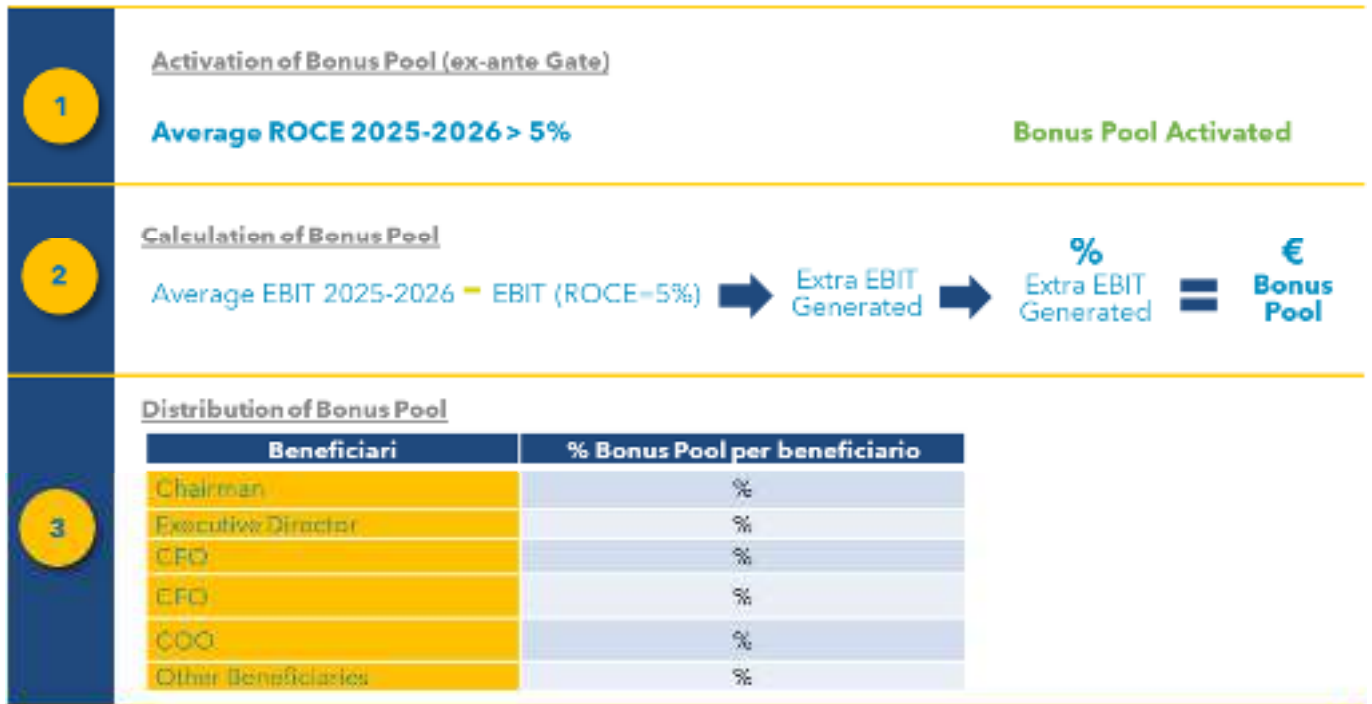 1
Activation of Bonus Pool (ex-ante Gate)
Average ROCE 2025-2026 > 5%
Bonus Pool Activated
2
Calculation of Bonus Pool
Average EBIT 2025-2026 - EBIT (ROCE=5%)
Extra EBIT
Generated
%
Extra EBIT
Generated
=
€
Bonus
Pool
3
Distribution of Bonus Pool
Beneficiari % Bonus Pool per beneficiario
Chairman %
Executive Director %
CEO %
CFO %
COO %
Other Beneficiaries %